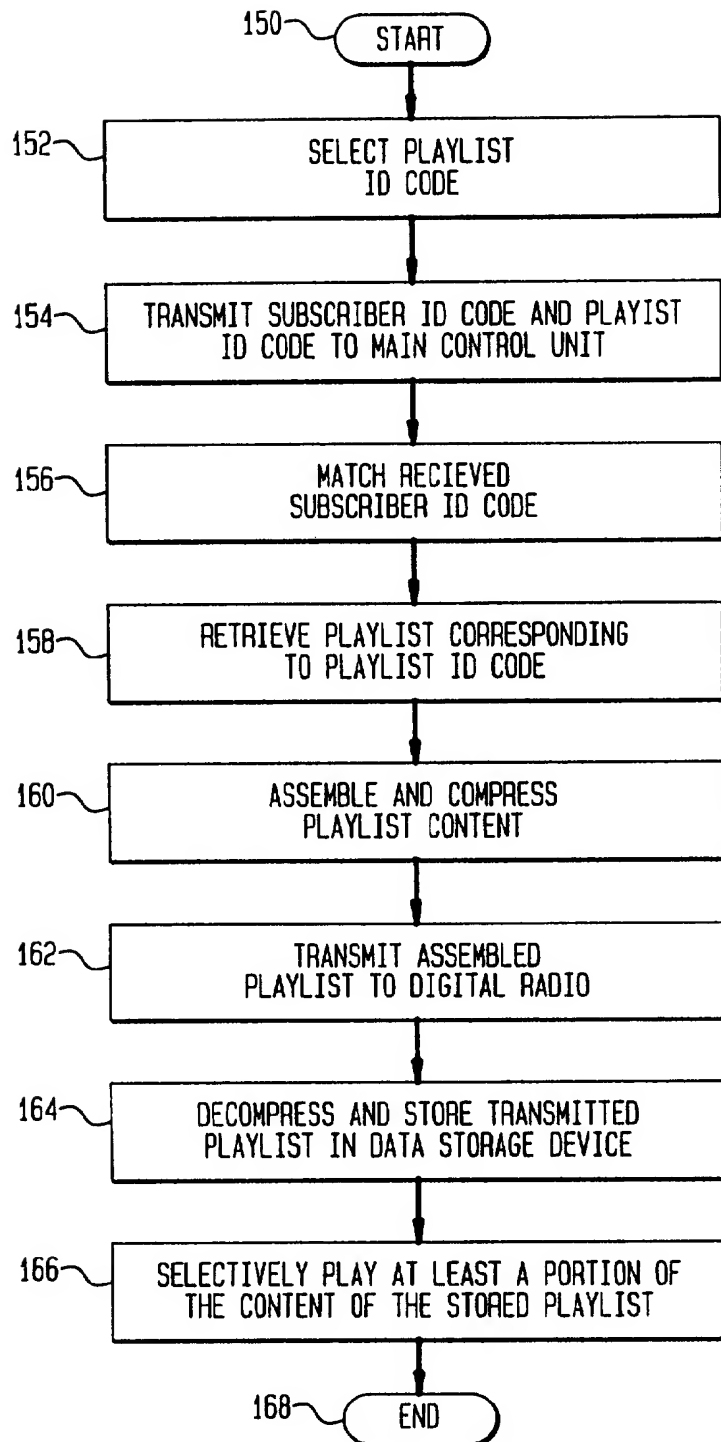 150
START
152
SELECT PLAYLIST
ID CODE
154
TRANSMIT SUBSCRIBER ID CODE AND PLAYIST
ID CODE TO MAIN CONTROL UNIT
156
MATCH RECIEVED
SUBSCRIBER ID CODE
158
RETRIEVE PLAYLIST CORRESPONDING
TO PLAYLIST ID CODE
160
ASSEMBLE AND COMPRESS
PLAYLIST CONTENT
162
TRANSMIT ASSEMBLED
PLAYLIST TO DIGITAL RADIO
164
DECOMPRESS AND STORE TRANSMITTED
PLAYLIST IN DATA STORAGE DEVICE
166
SELECTIVELY PLAY AT LEAST A PORTION OF
THE CONTENT OF THE STORED PLAYLIST
168
END